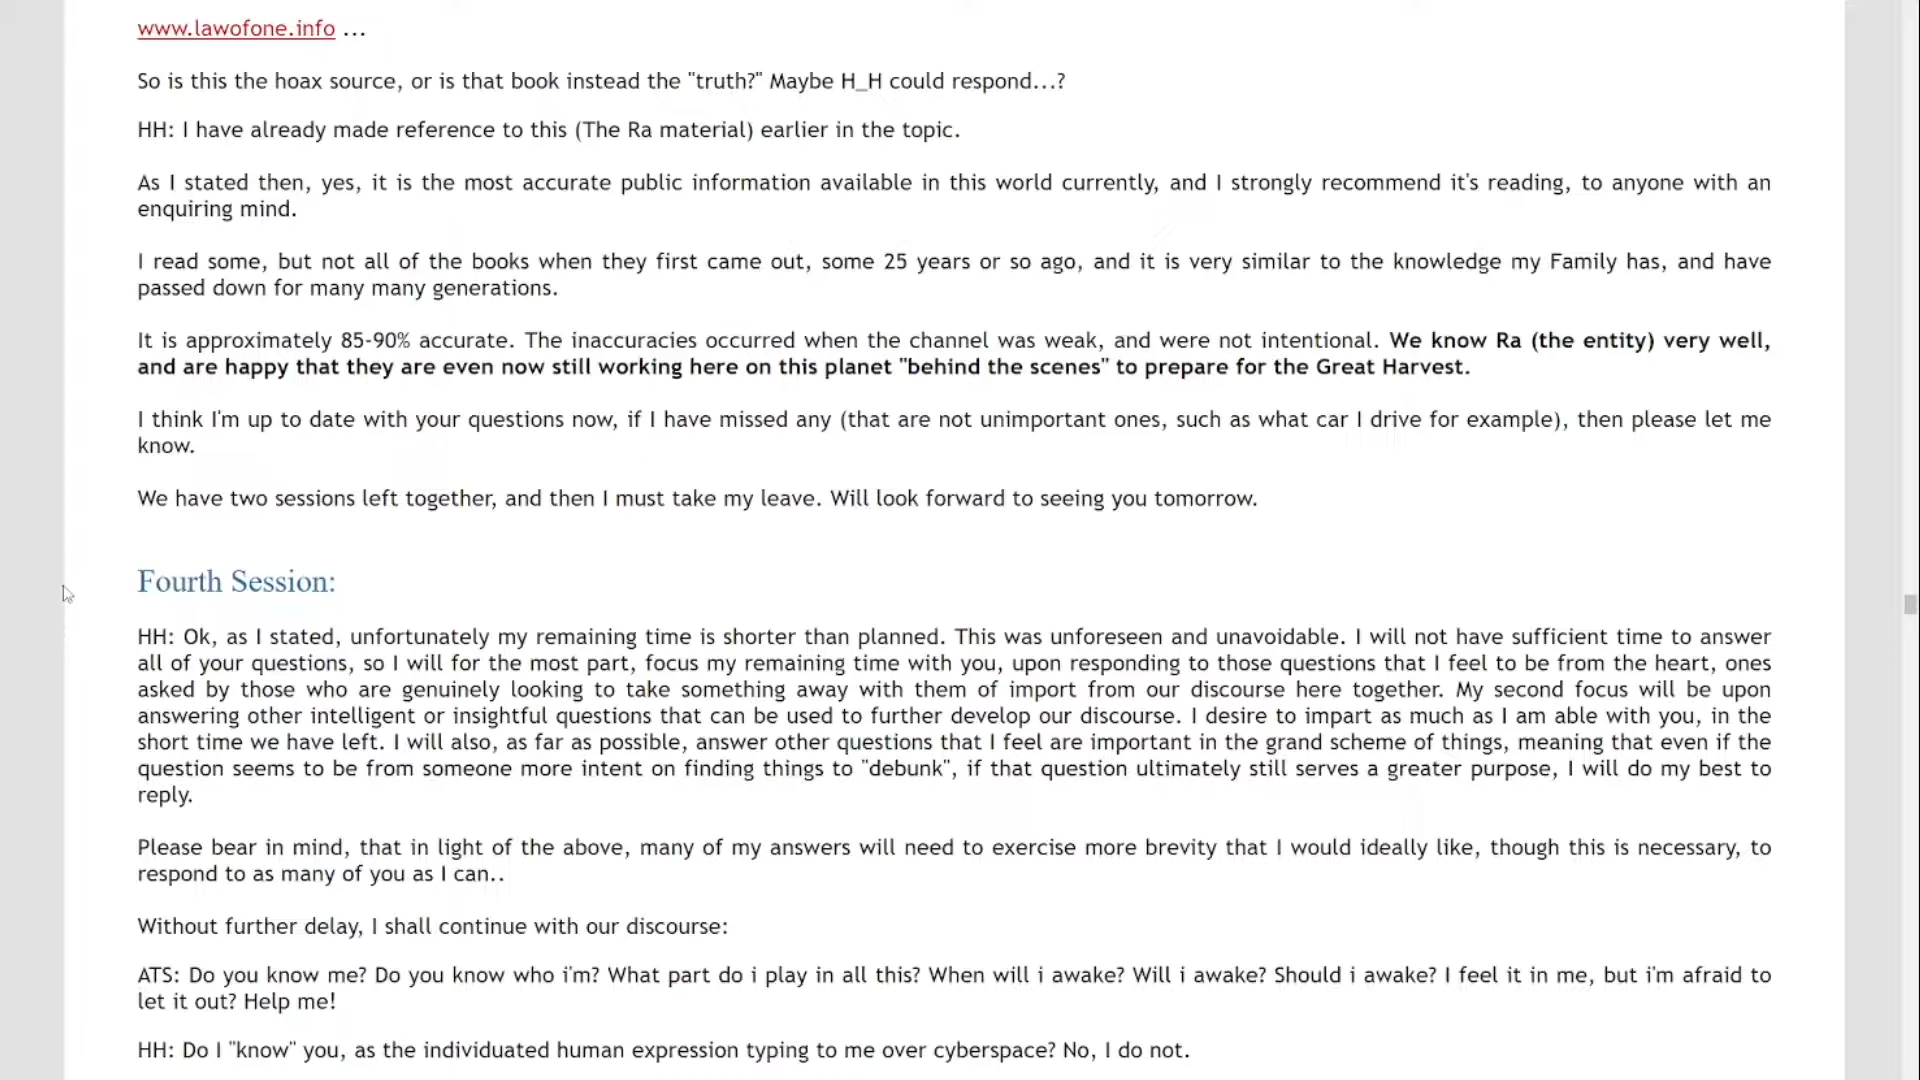 www.lawofone.info ...
So is this the hoax source, or is that book instead the "truth?" Maybe H_H could respond...?
HH: I have already made reference to this (The Ra material) earlier in the topic.
As I stated then, yes, it is the most accurate public information available in this world currently, and I strongly recommend it's reading, to anyone with an
enquiring mind.
I read some, but not all of the books when they first came out, some 25 years or so ago, and it is very similar to the knowledge my Family has, and have
passed down for many many generations.
It is approximately 85-90% accurate. The inaccuracies occurred when the channel was weak, and were not intentional. We know Ra (the entity) very well,
and are happy that they are even now still working here on this planet "behind the scenes" to prepare for the Great Harvest.
I think I'm up to date with your questions now, if I have missed any (that are not unimportant ones, such as what car I drive for example), then please let me
know.
We have two sessions left together, and then I must take my leave. Will look forward to seeing you tomorrow.
Fourth Session:
HH: Ok, as I stated, unfortunately my remaining time is shorter than planned. This was unforeseen and unavoidable. I will not have sufficient time to answer
all of your questions, so I will for the most part, focus my remaining time with you, upon responding to those questions that I feel to be from the heart, ones
asked by those who are genuinely looking to take something away with them of import from our discourse here together. My second focus will be upon
answering other intelligent or insightful questions that can be used to further develop our discourse. I desire to impart as much as I am able with you, in the
short time we have left. I will also, as far as possible, answer other questions that I feel are important in the grand scheme of things, meaning that even if the
question seems to be from someone more intent on finding things to "debunk", if that question ultimately still serves a greater purpose, I will do my best to
reply.
Please bear in mind, that in light of the above, many of my answers will need to exercise more brevity that I would ideally like, though this is necessary, to
respond to as many of you as I can..
Without further delay, I shall continue with our discourse:
ATS: Do you know me? Do you know who i'm? What part do i play in all this? When will i awake? Will i awake? Should i awake? I feel it in me, but i'm afraid to
let it out? Help me!
HH: Do I "know" you, as the individuated human expression typing to me over cyberspace? No, I do not.